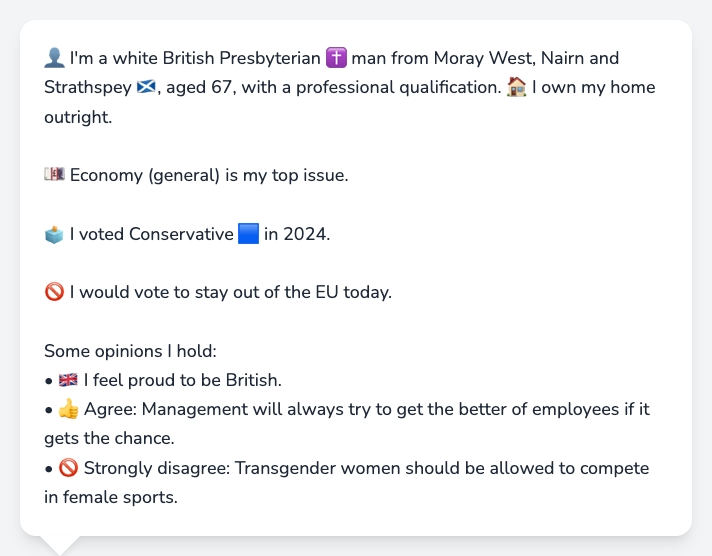 👤 I'm a white British Presbyterian ✝️ man from Moray West, Nairn and
Strathspey 🏴󠁧󠁢󠁳󠁣󠁴󠁿, aged 67, with a professional qualification. 🏠 I own my home
outright.
💷 Economy (general) is my top issue.
🗳️ I voted Conservative 🟦 in 2024.
🚫 I would vote to stay out of the EU today.
Some opinions I hold:
• 🇬🇧 I feel proud to be British.
• 👍 Agree: Management will always try to get the better of employees if it
gets the chance.
• 🚫 Strongly disagree: Transgender women should be allowed to compete
in female sports.